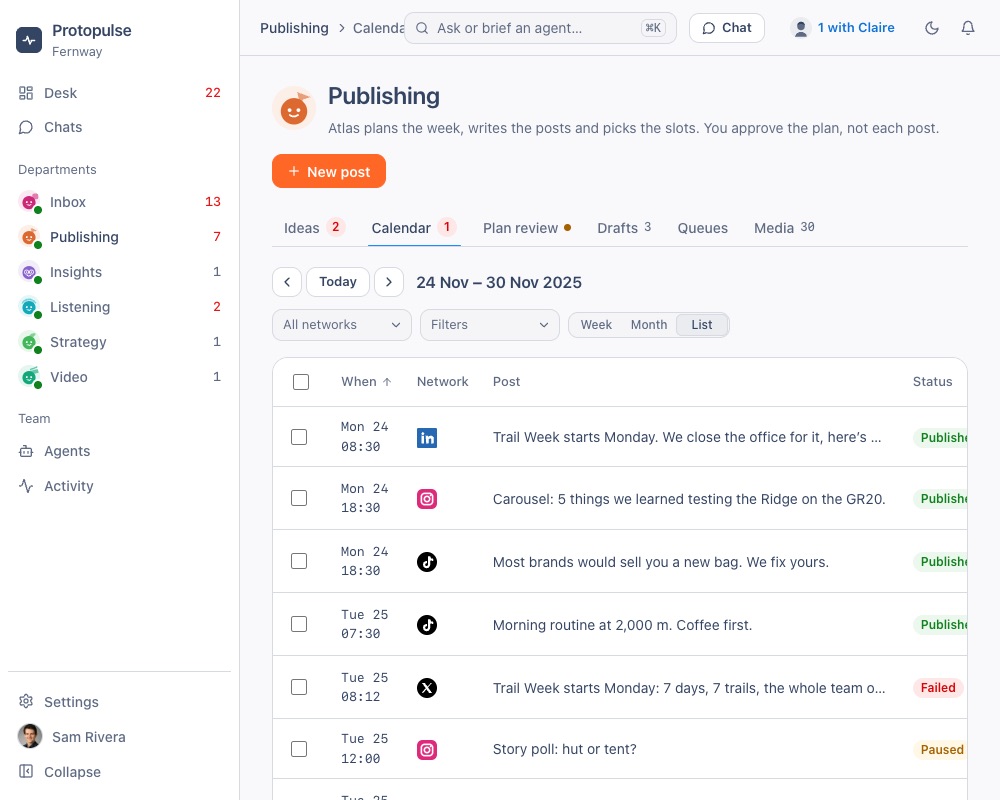 Protopulse
Fernway
Desk 22
Chats
Departments
Inbox 13
Publishing 7
Insights 1
Listening 2
Strategy 1
Video 1
Team
Agents
Activity
Settings
Sam Rivera
Collapse
Publishing > Calenda
Ask or brief an agent… ⌘K
Chat
1 with Claire
Publishing
Atlas plans the week, writes the posts and picks the slots. You approve the plan, not each post.
+ New post
Ideas 2 Calendar 1 Plan review Drafts 3 Queues Media 30
Today 24 Nov – 30 Nov 2025
All networks Filters Week Month List
When ↑ Network Post Status
Mon 24
08:30
in
Trail Week starts Monday. We close the office for it, here's …
Publishe
Mon 24
18:30
Carousel: 5 things we learned testing the Ridge on the GR20.
Publishe
Mon 24
18:30
Most brands would sell you a new bag. We fix yours.
Publishe
Tue 25
07:30
Morning routine at 2,000 m. Coffee first.
Publishe
Tue 25
08:12
X
Trail Week starts Monday: 7 days, 7 trails, the whole team o…
Failed
Tue 25
12:00
Story poll: hut or tent?
Paused
Tue 25